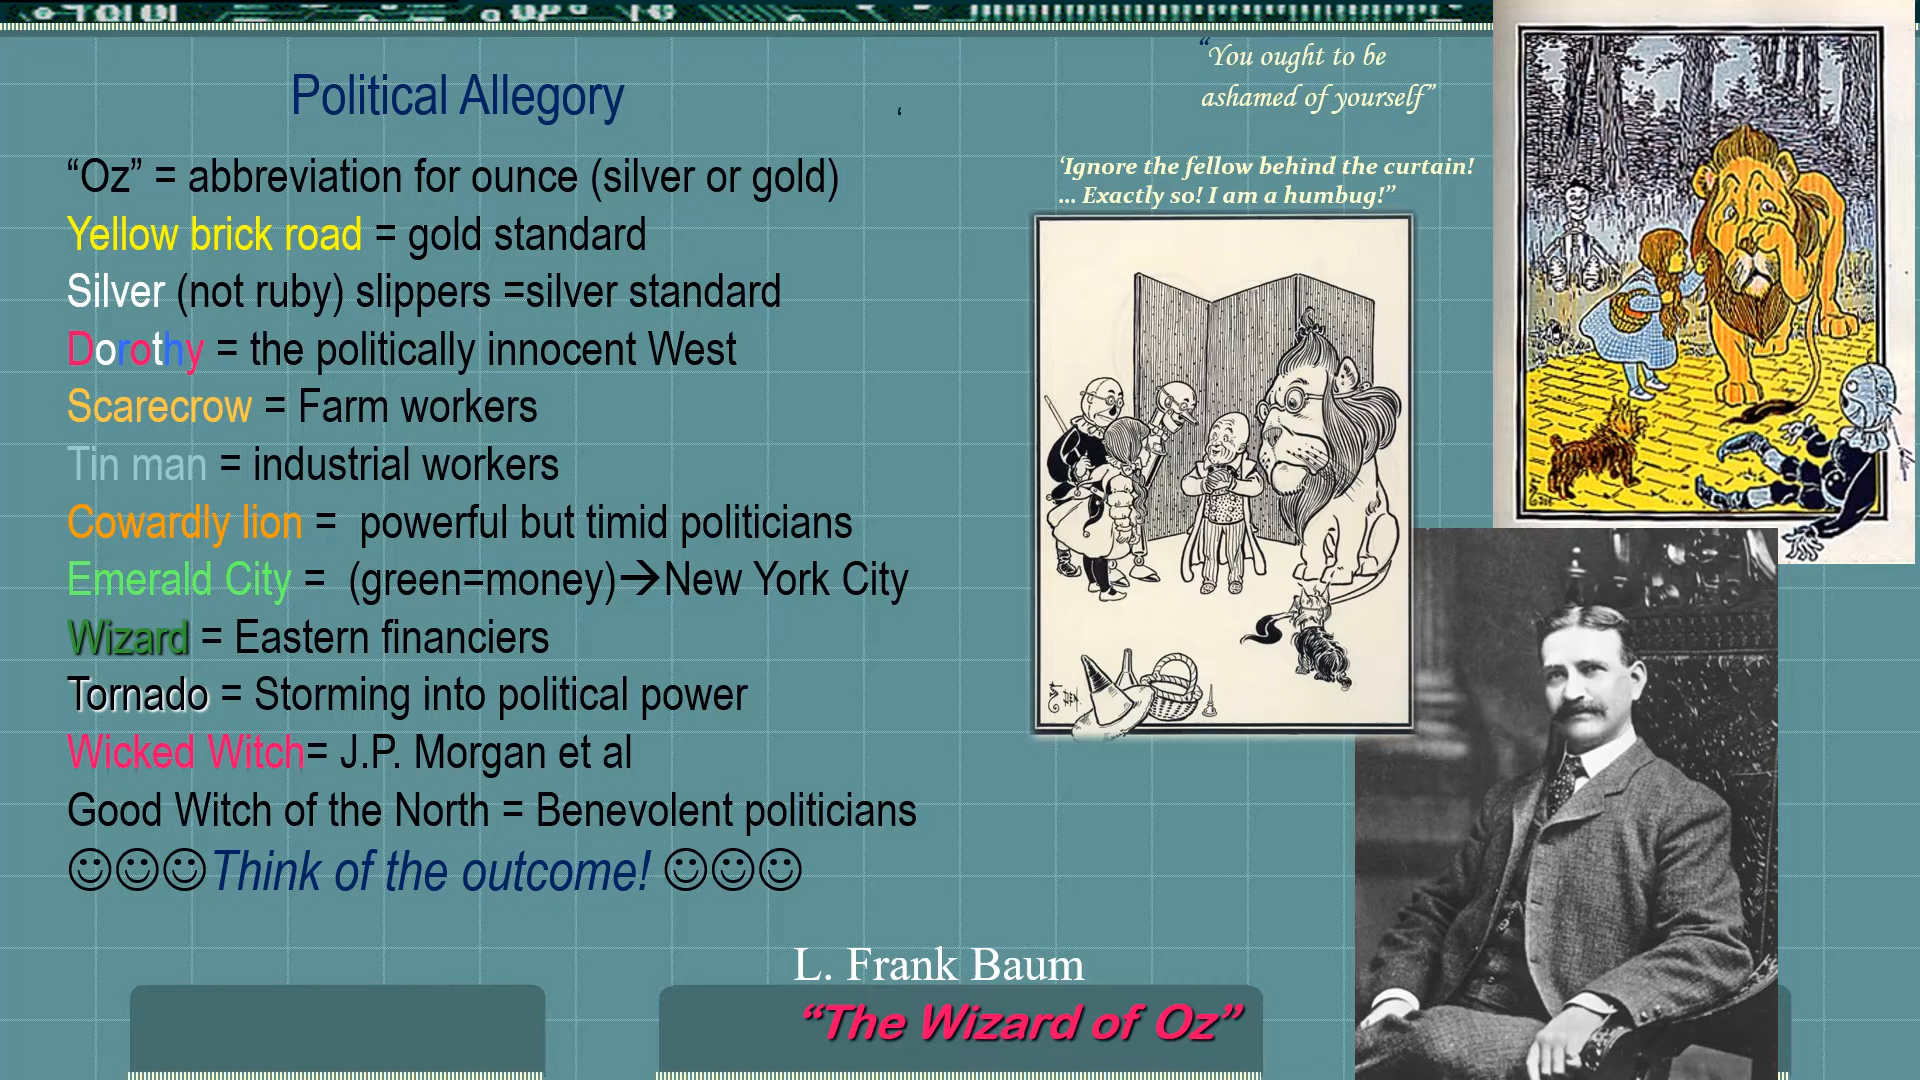 Political Allegory
‘
“Oz” = abbreviation for ounce (silver or gold)
Yellow brick road = gold standard
Silver (not ruby) slippers =silver standard
Dorothy = the politically innocent West
Scarecrow = Farm workers
Tin man = industrial workers
Cowardly lion =  powerful but timid politicians
Emerald City =  (green=money)→New York City
Wizard = Eastern financiers
Tornado = Storming into political power
Wicked Witch= J.P. Morgan et al
Good Witch of the North = Benevolent politicians
☺☺☺Think of the outcome! ☺☺☺
“You ought to be
ashamed of yourself”
‘Ignore the fellow behind the curtain!
... Exactly so! I am a humbug!”
L. Frank Baum
“The Wizard of Oz”